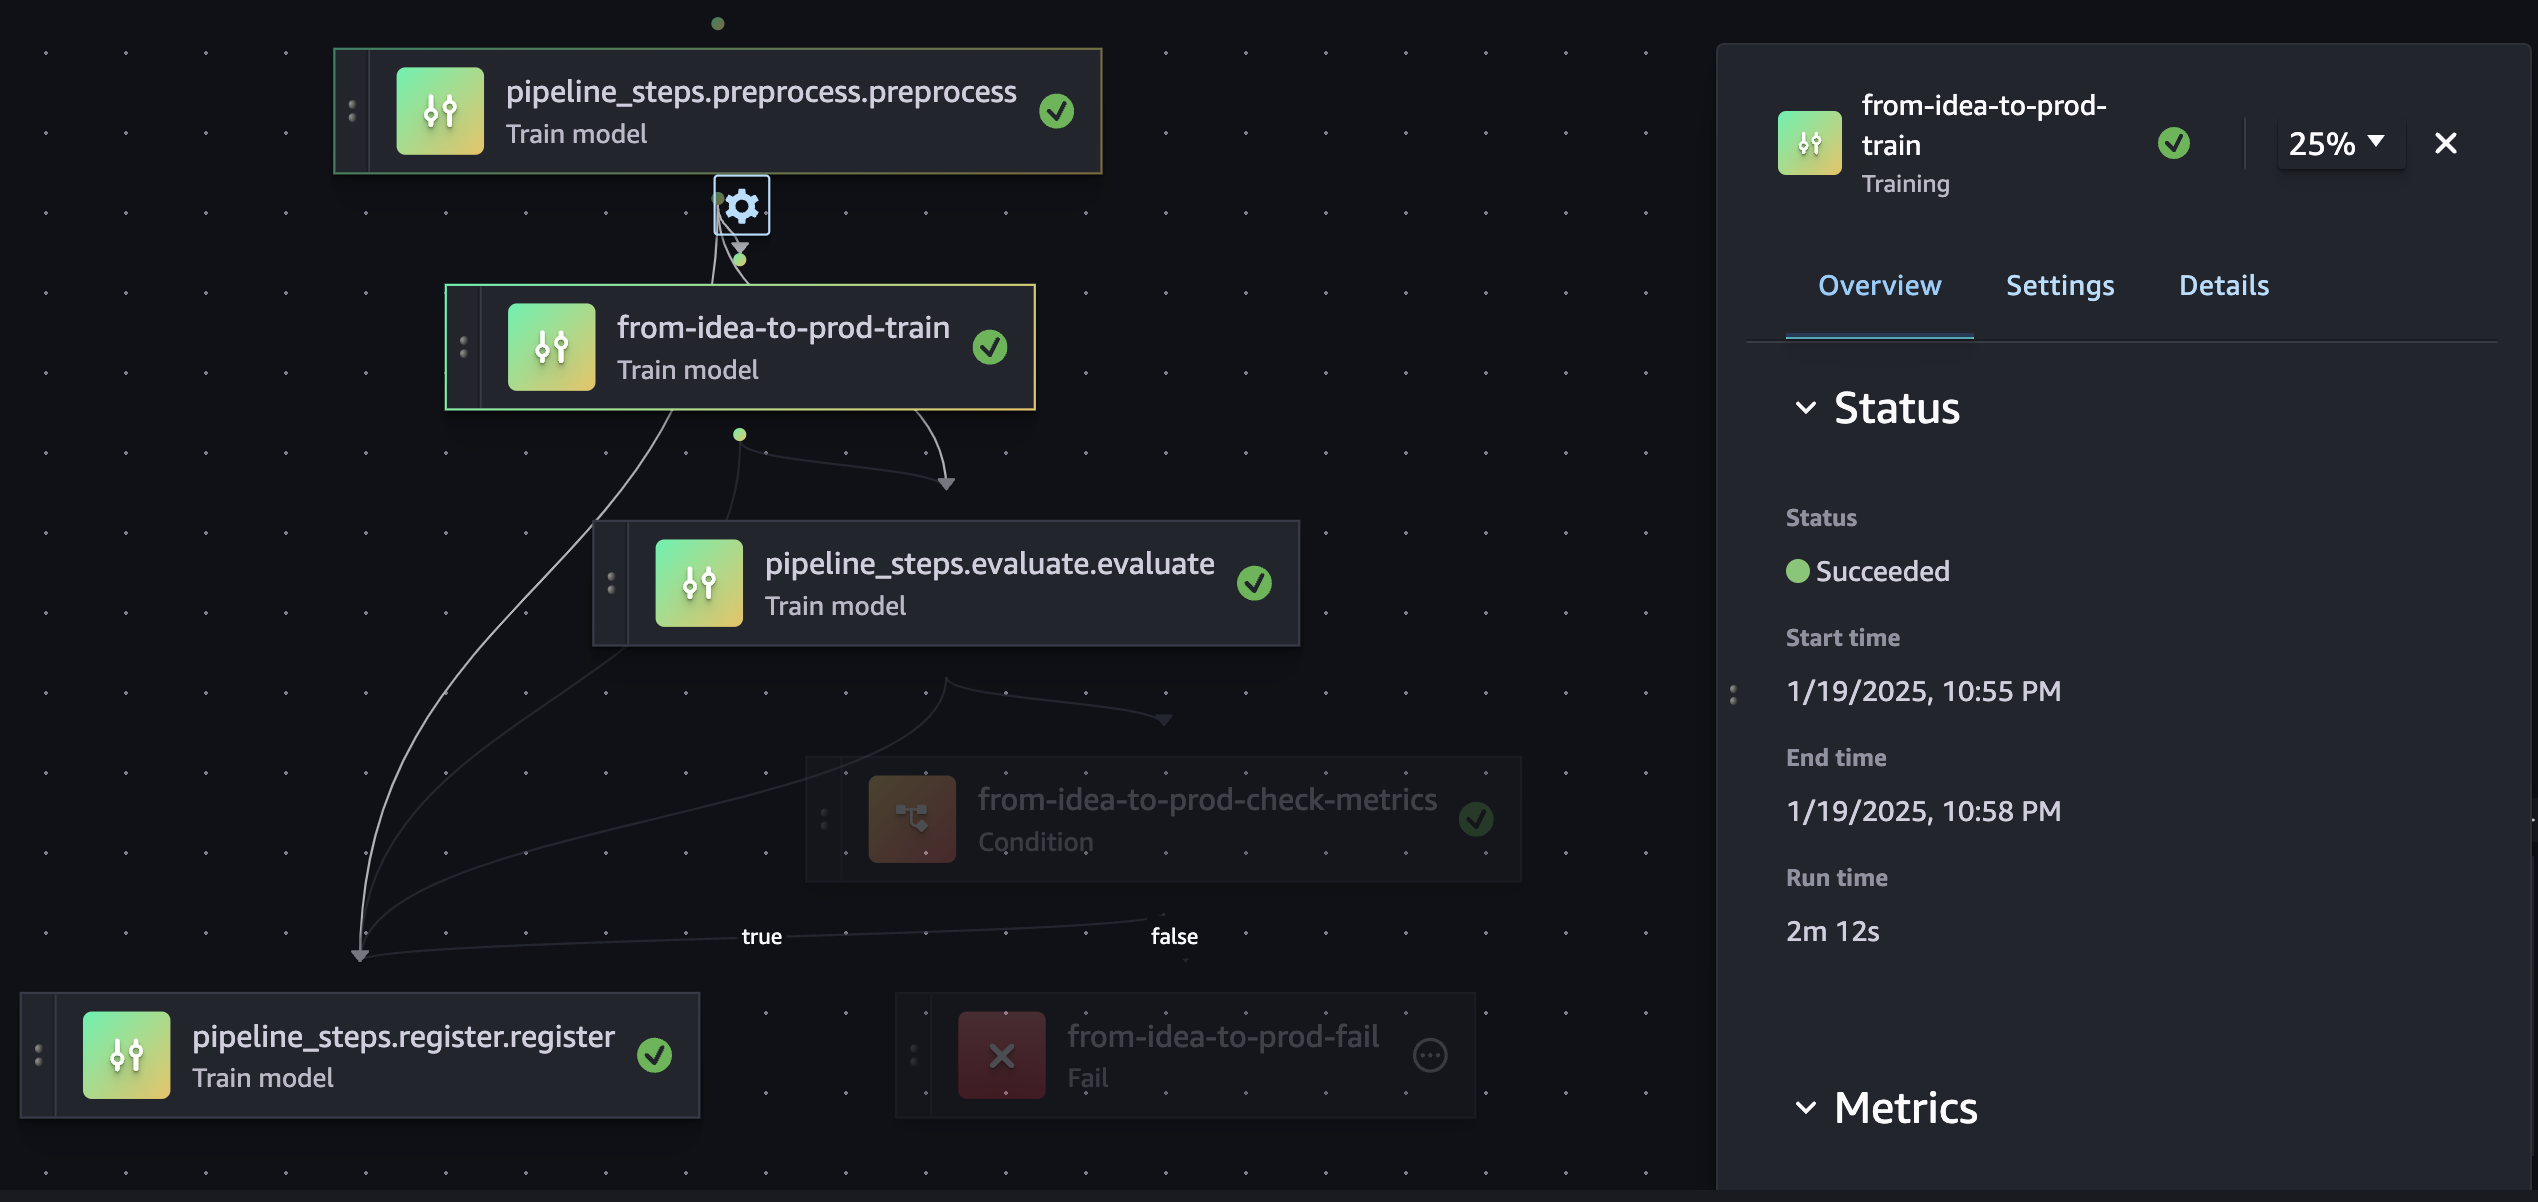 pipeline_steps.preprocess.preprocess
Train model
from-idea-to-prod-train
Train model
pipeline_steps.evaluate.evaluate
Train model
from-idea-to-prod-check-metrics
Condition
true
false
pipeline_steps.register.register
Train model
from-idea-to-prod-fail
Fail
from-idea-to-prod-
train
Training
25%
Overview Settings Details
Status
Status
Succeeded
Start time
1/19/2025, 10:55 PM
End time
1/19/2025, 10:58 PM
Run time
2m 12s
Metrics